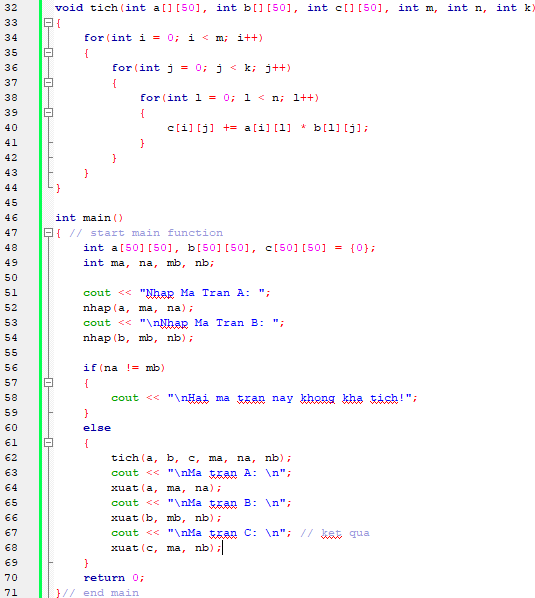 32 void tich(int a[][50], int b[][50], int c[][50], int m, int n, int k)
33 {
34     for(int i = 0; i < m; i++)
35     {
36         for(int j = 0; j < k; j++)
37         {
38             for(int l = 0; l < n; l++)
39             {
40                 c[i][j] += a[i][l] * b[l][j];
41             }
42         }
43     }
44 }
45
46 int main()
47 { // start main function
48     int a[50][50], b[50][50], c[50][50] = {0};
49     int ma, na, mb, nb;
50
51     cout << "Nhap Ma Tran A: ";
52     nhap(a, ma, na);
53     cout << "\nNhap Ma Tran B: ";
54     nhap(b, mb, nb);
55
56     if(na != mb)
57     {
58         cout << "\nHai ma tran nay khong kha tich!";
59     }
60     else
61     {
62         tich(a, b, c, ma, na, nb);
63         cout << "\nMa tran A: \n";
64         xuat(a, ma, na);
65         cout << "\nMa tran B: \n";
66         xuat(b, mb, nb);
67         cout << "\nMa tran C: \n"; // ket qua
68         xuat(c, ma, nb);
69     }
70     return 0;
71 }// end main